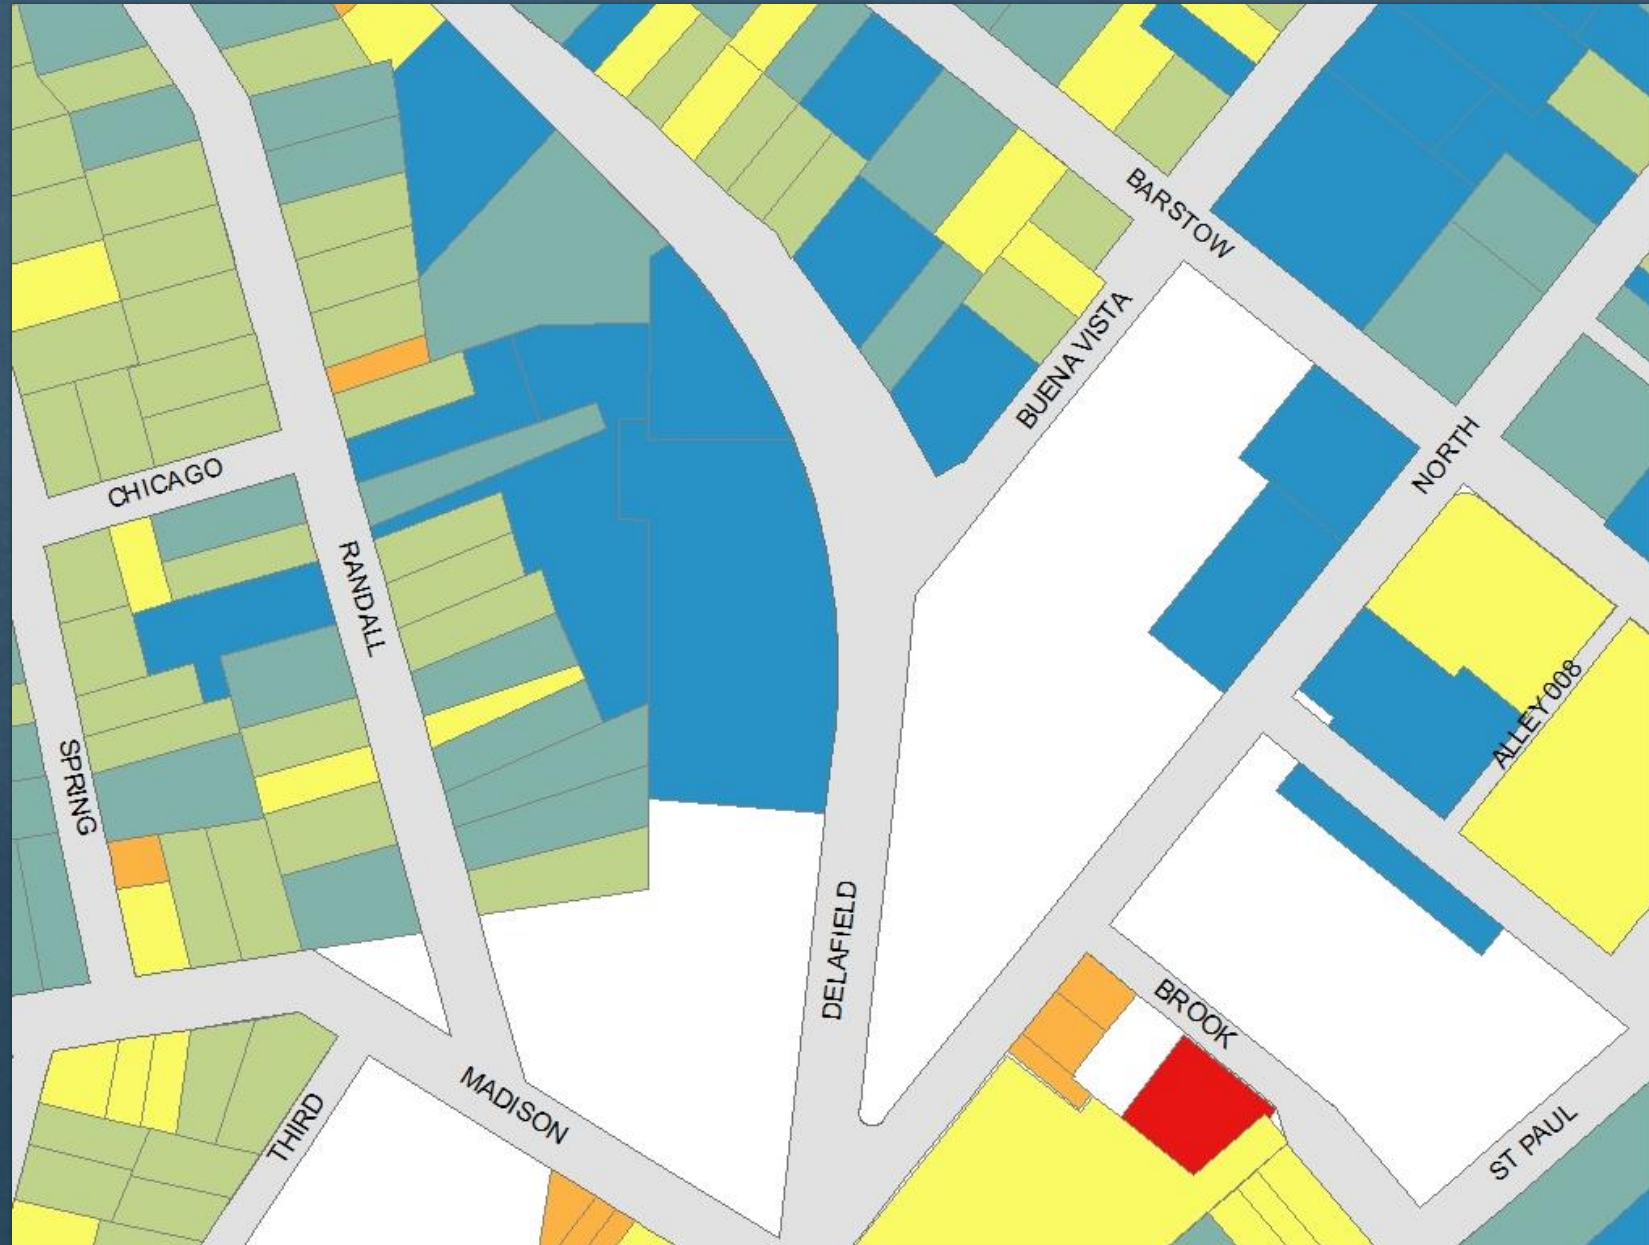 BARSTOW
BUENA VISTA
NORTH
CHICAGO
RANDALL
ALLEY 008
SPRING
DELAFIELD
BROOK
MADISON
THIRD
ST PAUL